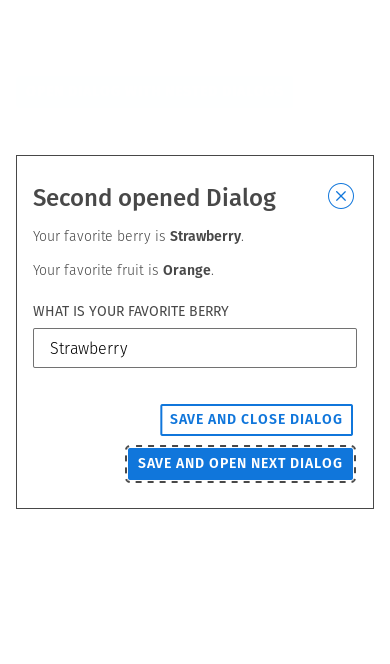 Second opened Dialog
Your favorite berry is Strawberry.
Your favorite fruit is Orange.
WHAT IS YOUR FAVORITE BERRY
Strawberry
SAVE AND CLOSE DIALOG
SAVE AND OPEN NEXT DIALOG